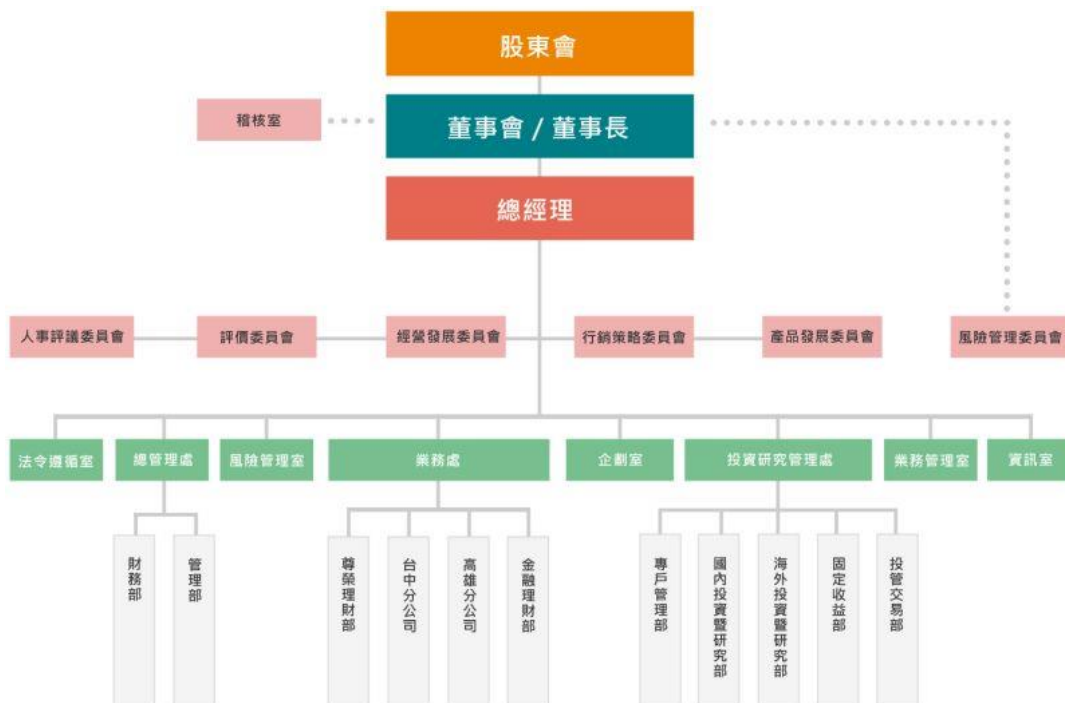 股東會
稽核室
董事會 / 董事長
總經理
人事評議委員會
評價委員會
經營發展委員會
行銷策略委員會
產品發展委員會
風險管理委員會
法令遵循室
總管理處
風險管理室
業務處
企劃室
投資研究管理處
業務管理室
資訊室
財務部
管理部
尊榮理財部
台中分公司
高雄分公司
金融理財部
專戶管理部
國內投資暨研究部
海外投資暨研究部
固定收益部
投管交易部